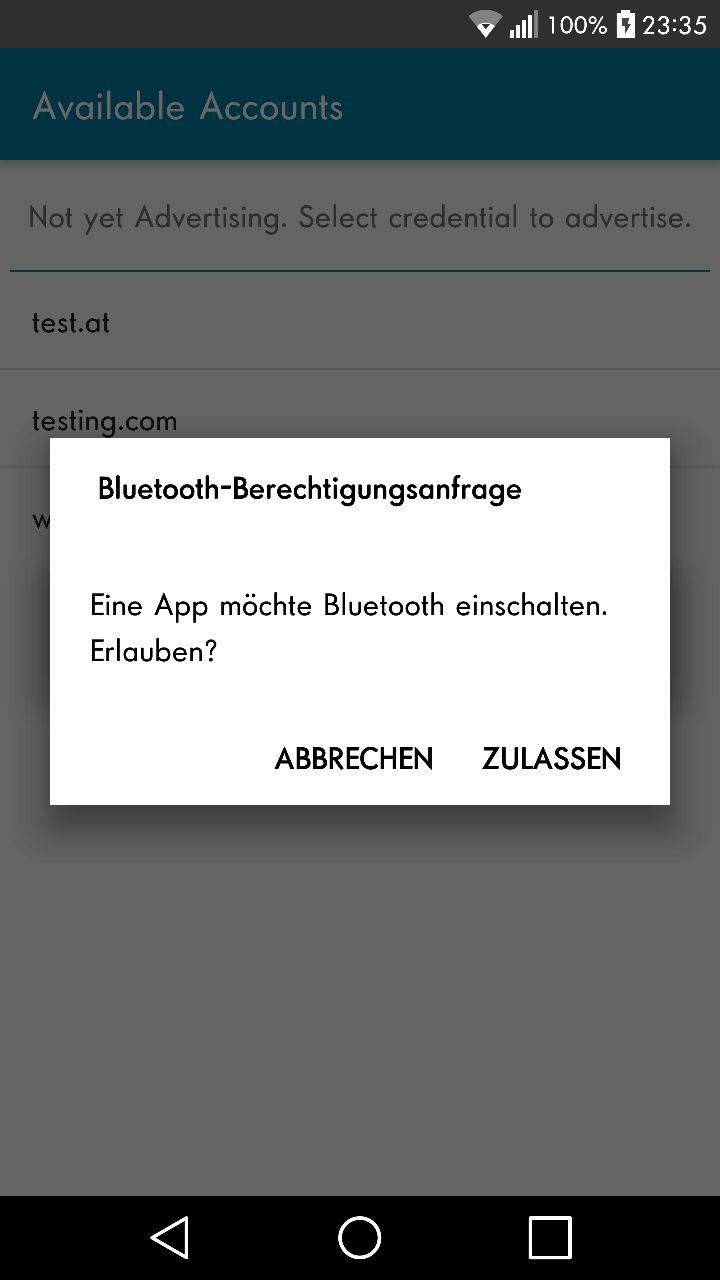 100% 23:35
Available Accounts
Not yet Advertising. Select credential to advertise.
test.at
testing.com
Bluetooth-Berechtigungsanfrage
Eine App möchte Bluetooth einschalten.
Erlauben?
ABBRECHEN ZULASSEN